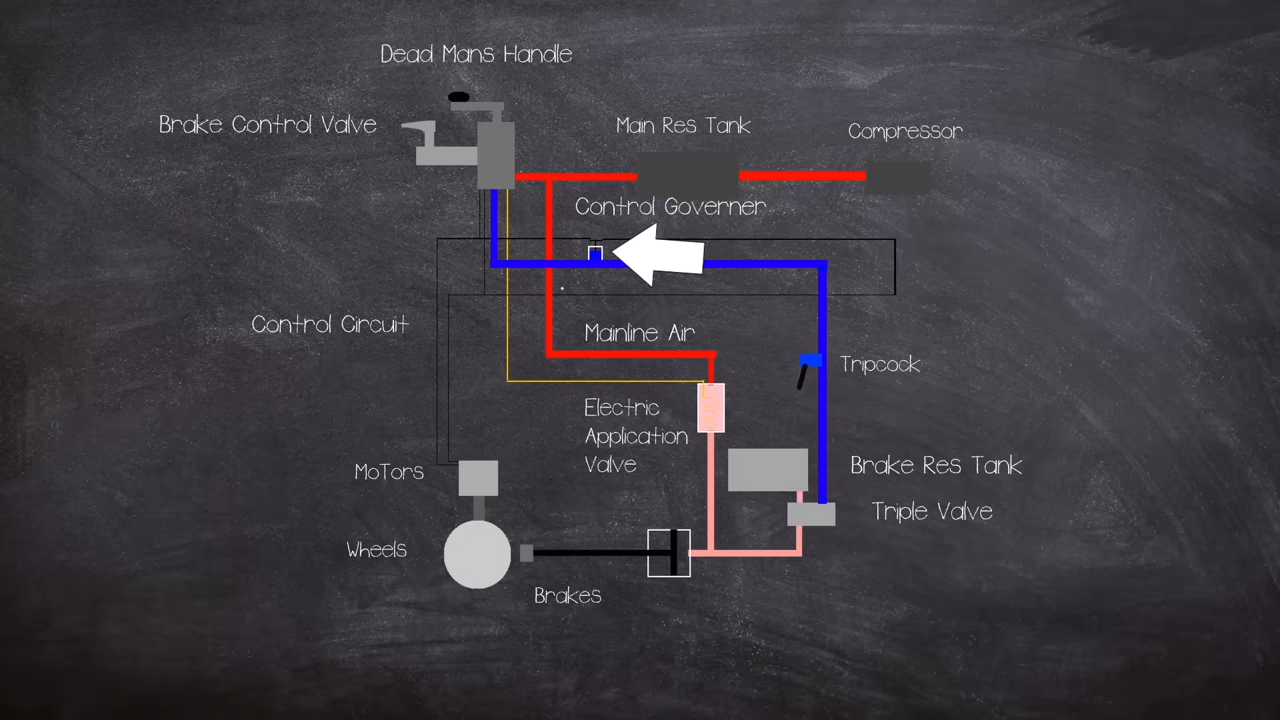 Dead Mans Handle
Brake Control Valve
Main Res Tank
Compressor
Control Governer
Control Circuit
Mainline Air
Tripcock
Electric
Application
Valve
MoTors
Brake Res Tank
Triple Valve
Wheels
Brakes